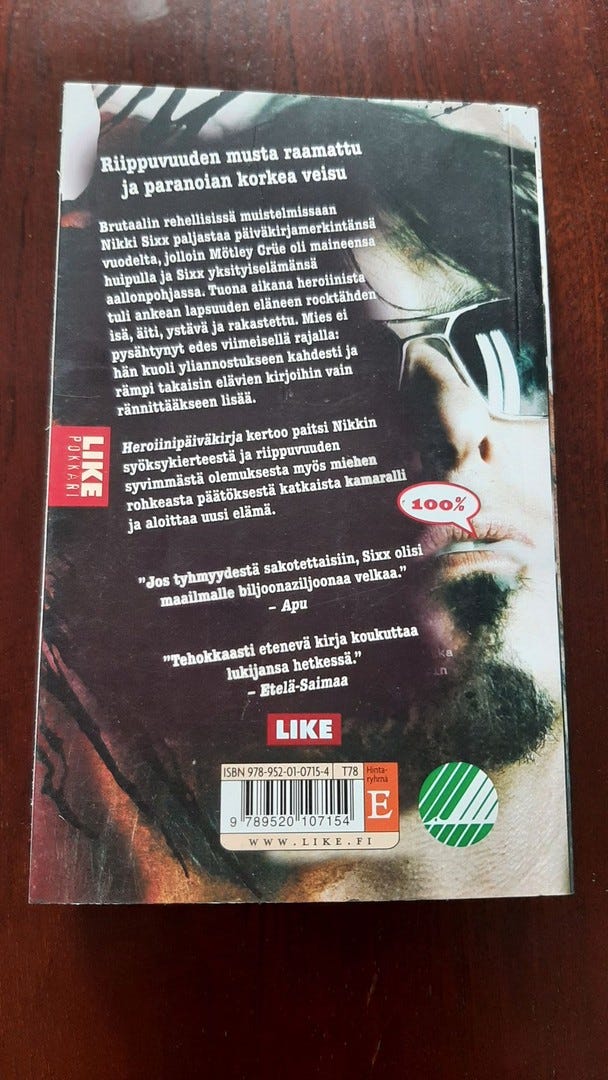 Riippuvuuden musta raamattu
ja paranoian korkea veisu
Brutaalin rehellisissä muistelmissaan
Nikki Sixx paljastaa päiväkirjamerkintänsä
vuodelta, jolloin Mötley Crüe oli maineensa
huipulla ja Sixx yksityiselämänsä
aallonpohjassa. Tuona aikana heroiinista
tuli ankean lapsuuden eläneen rocktähden
isä, äiti, ystävä ja rakastettu. Mies ei
pysähtynyt edes viimeisellä rajalla:
hän kuoli yliannostukseen kahdesti ja
rämpi takaisin elävien kirjoihin vain
rännittääkseen lisää.
Heroiinipäiväkirja kertoo paitsi Nikkin
syöksykierteestä ja riippuvuuden
syvimmästä olemuksesta myös miehen
rohkeasta päätöksestä katkaista kamaralli
ja aloittaa uusi elämä.
LIKE
POKKARI
100%
"Jos tyhmyydestä sakotettaisiin, Sixx olisi
maailmalle biljoonaziljoonaa velkaa."
– Apu
"Tehokkaasti etenevä kirja koukuttaa
lukijansa hetkessä."
– Etelä-Saimaa
LIKE
ISBN 978-952-01-0715-4 T78
Hinta-
ryhmä
E
9 789520 107154
WWW.LIKE.FI